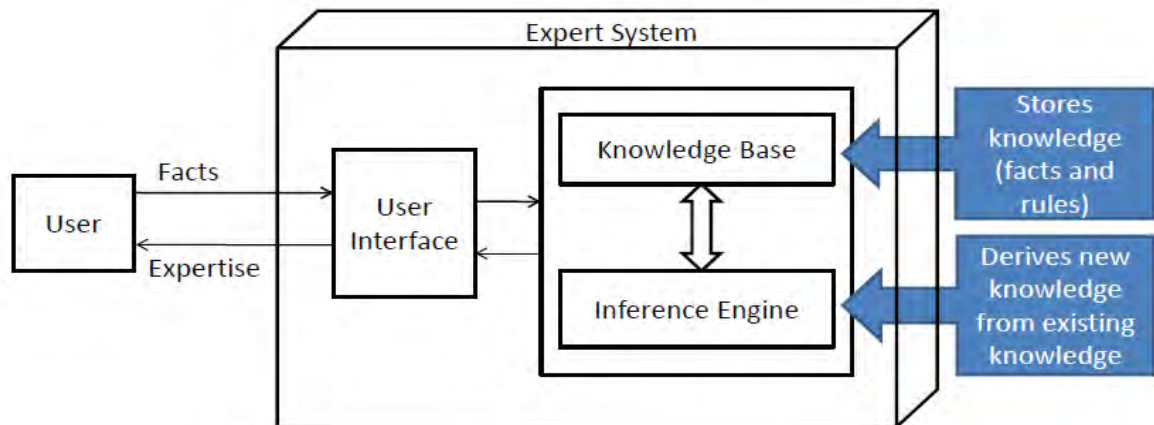 Expert System
Facts
User
Expertise
User
Interface
Knowledge Base
Inference Engine
Stores
knowledge
(facts and
rules)
Derives new
knowledge
from existing
knowledge